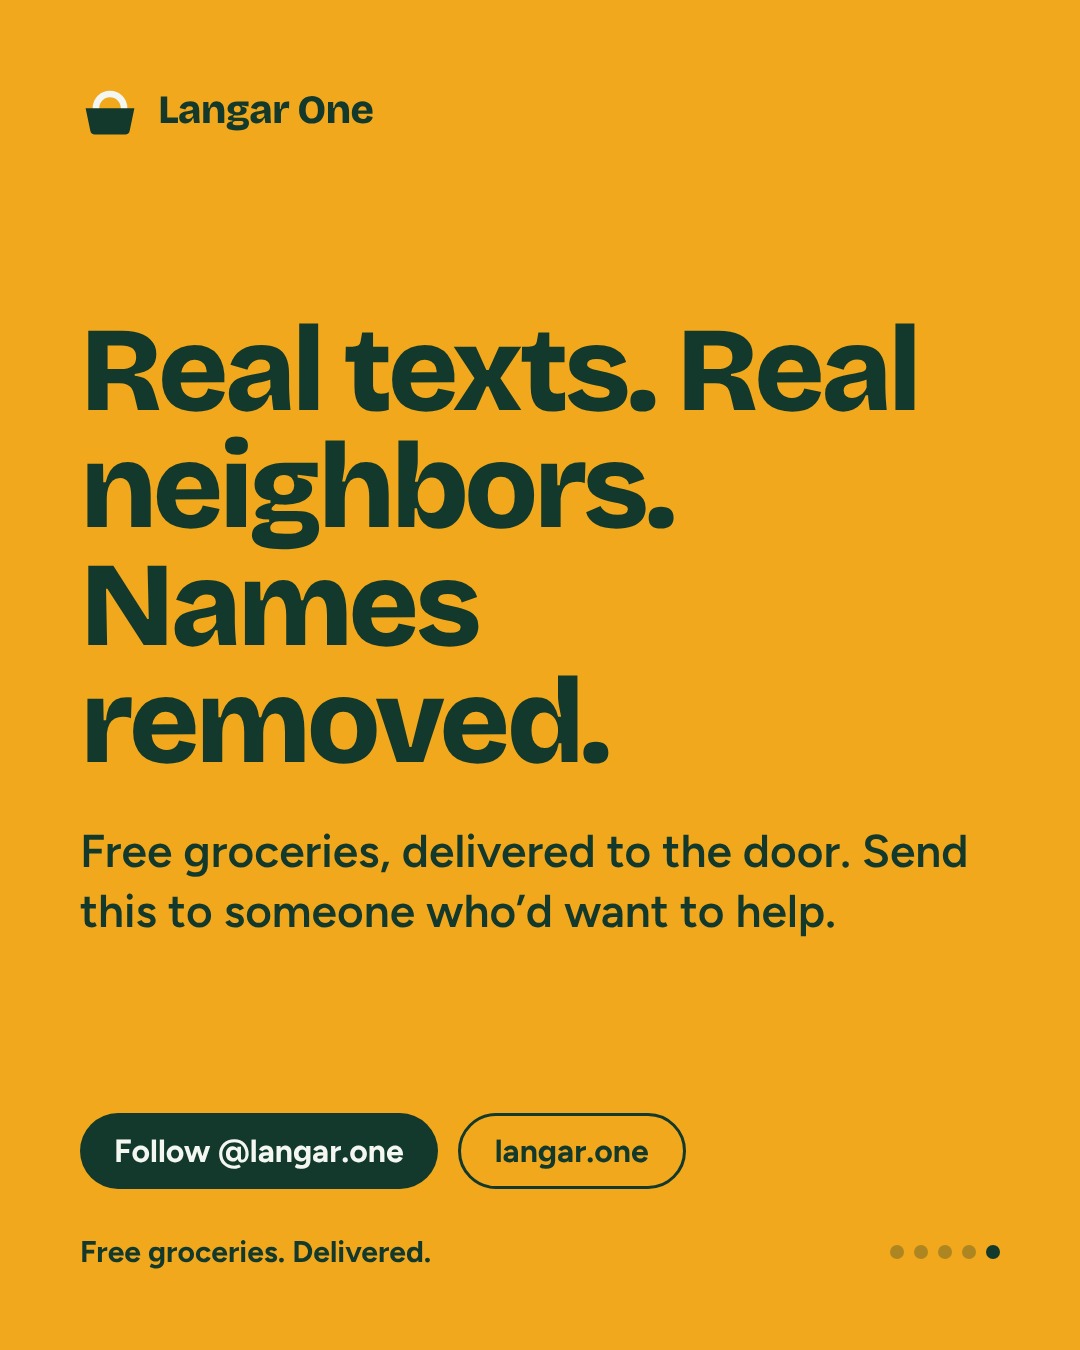 Langar One
Real texts. Real
neighbors.
Names
removed.
Free groceries, delivered to the door. Send
this to someone who’d want to help.
Follow @langar.one
langar.one
Free groceries. Delivered.